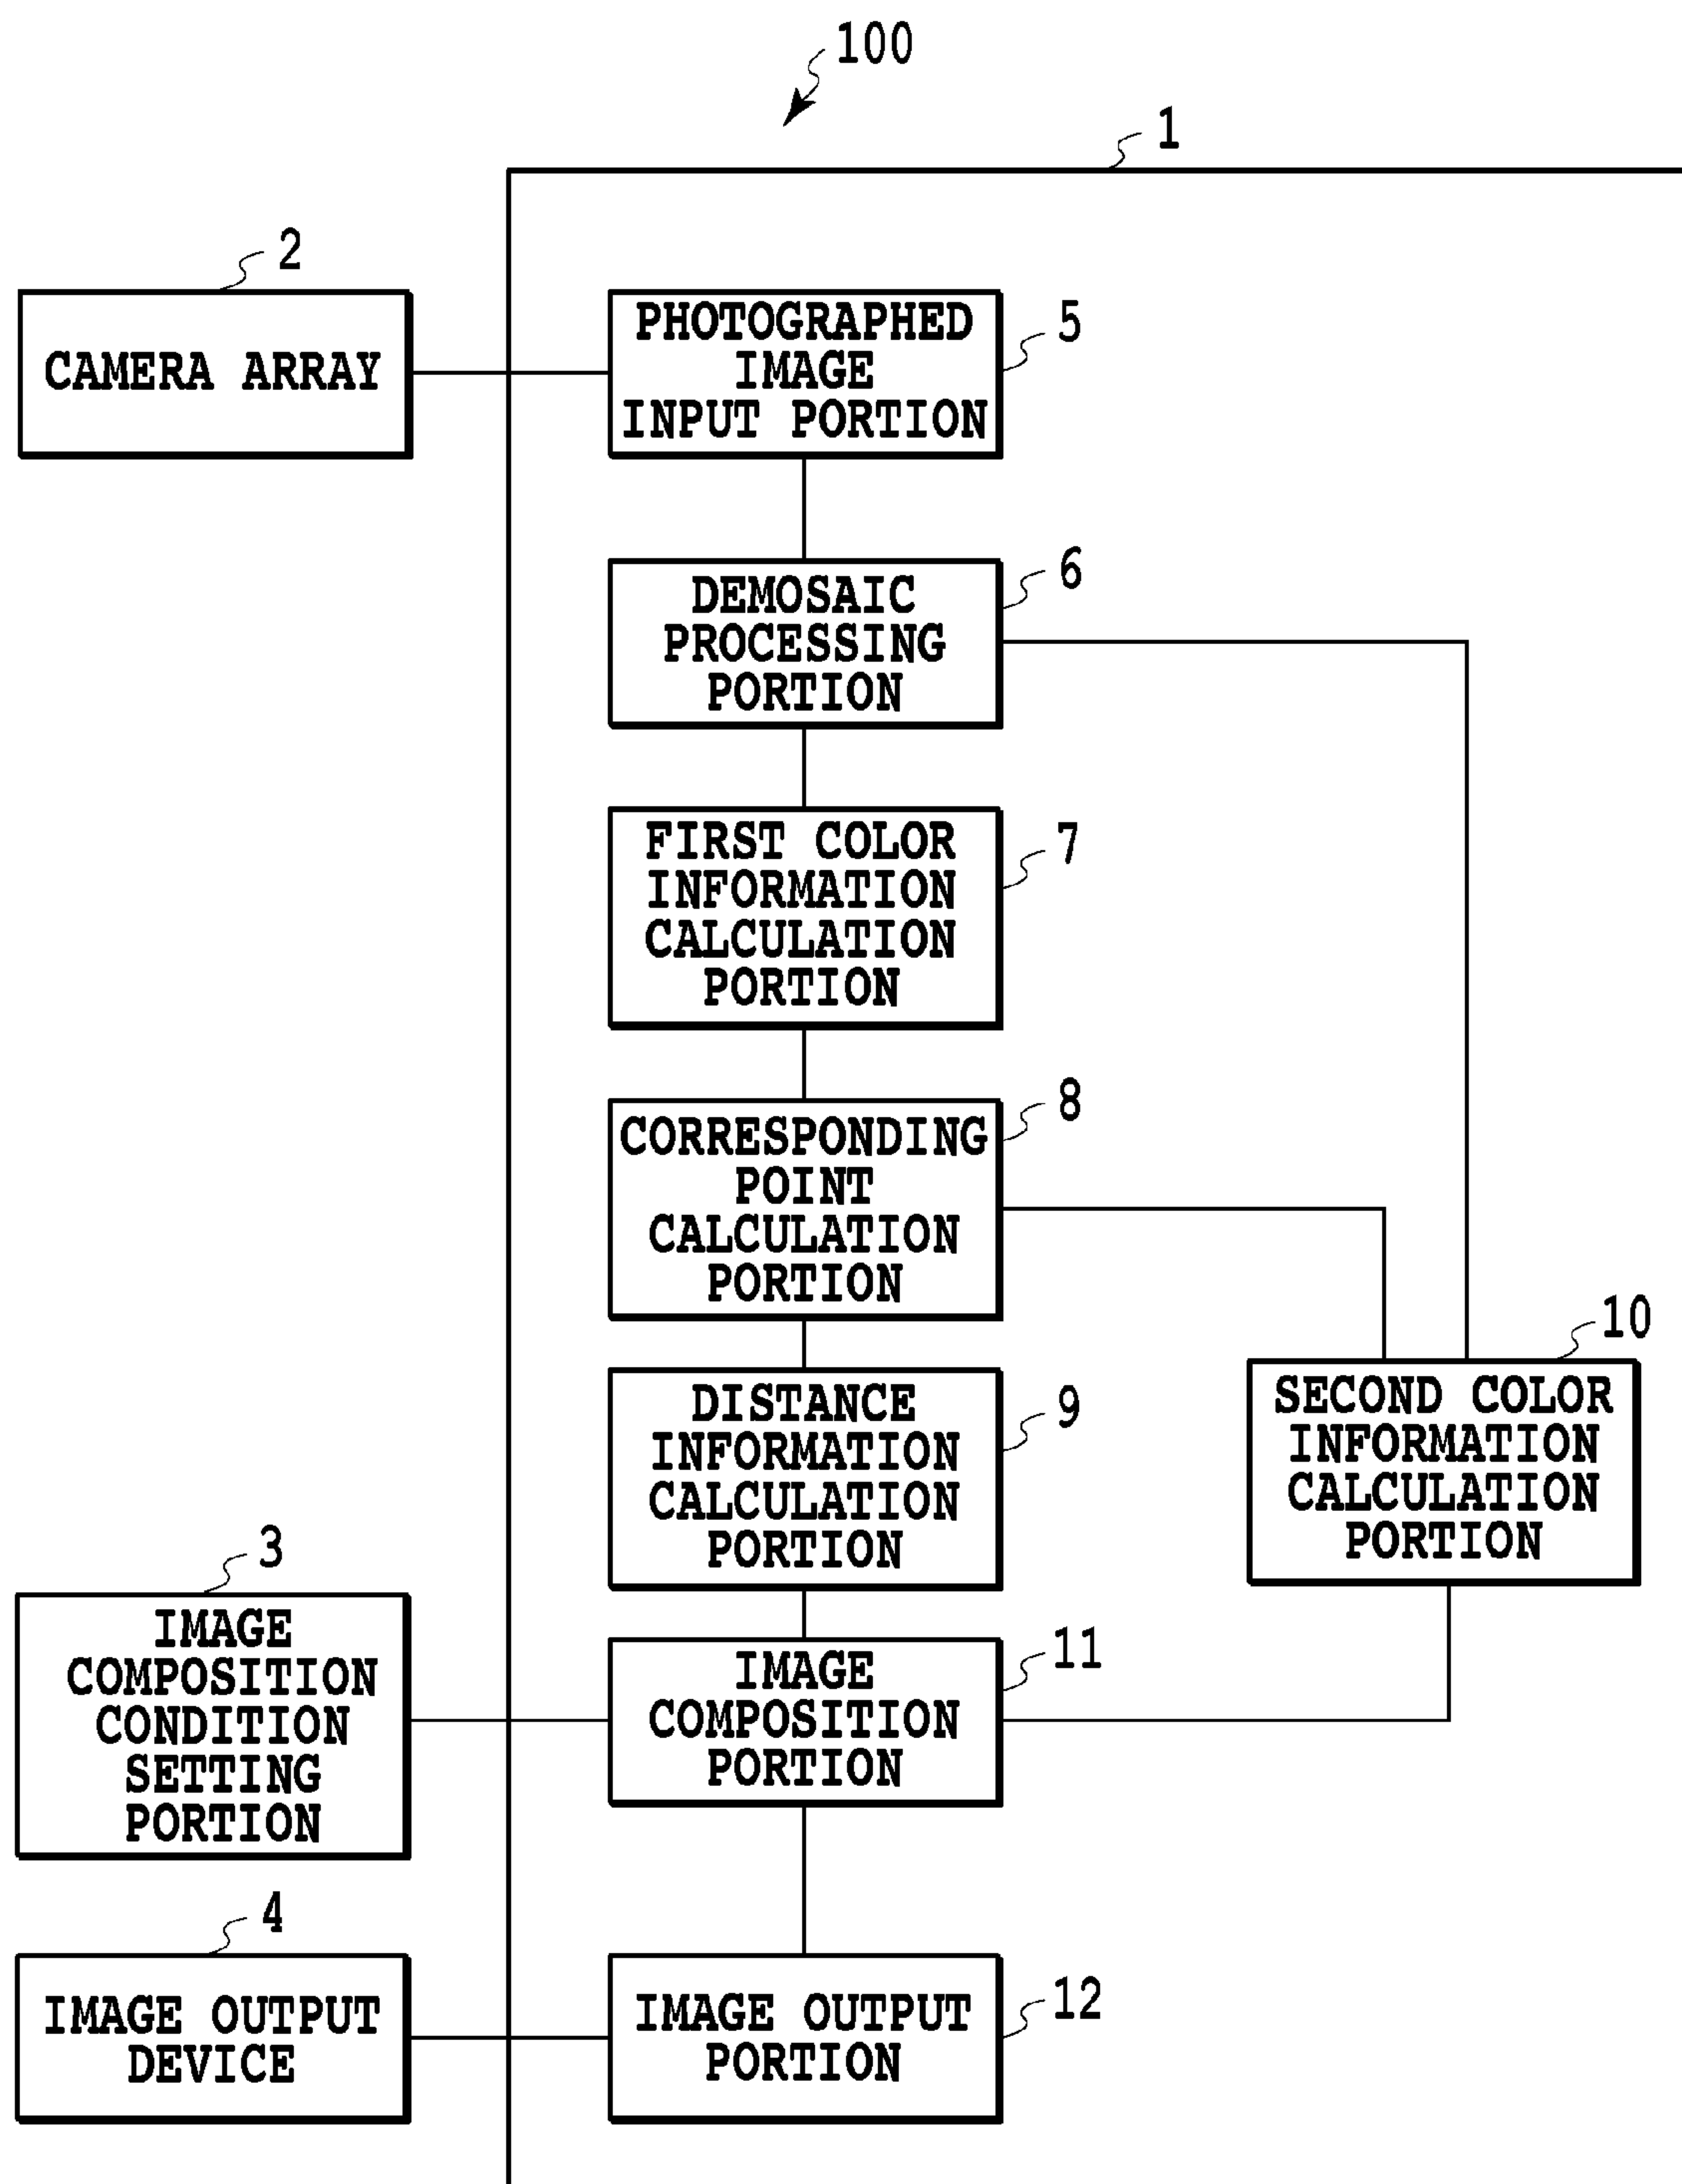 100
1
2
CAMERA ARRAY
PHOTOGRAPHED
IMAGE
INPUT PORTION
5
DEMOSAIC
PROCESSING
PORTION
6
FIRST COLOR
INFORMATION
CALCULATION
PORTION
7
CORRESPONDING
POINT
CALCULATION
PORTION
8
DISTANCE
INFORMATION
CALCULATION
PORTION
9
10
SECOND COLOR
INFORMATION
CALCULATION
PORTION
3
IMAGE
COMPOSITION
CONDITION
SETTING
PORTION
IMAGE
COMPOSITION
PORTION
11
4
IMAGE OUTPUT
DEVICE
IMAGE OUTPUT
PORTION
12